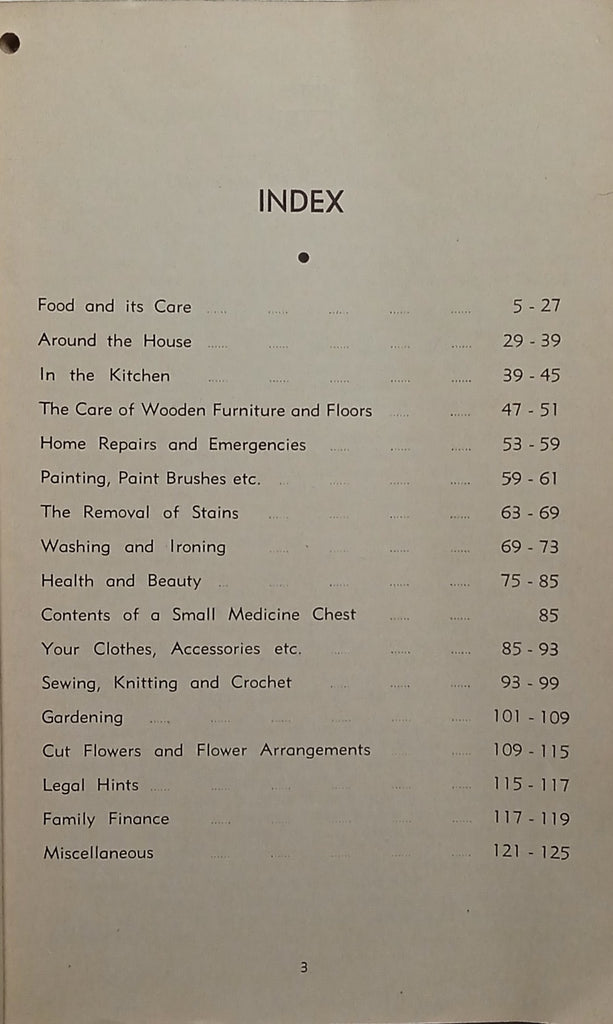 INDEX
Food and its Care ..... ...... ...... ...... ...... 5 - 27
Around the House ...... ...... ...... ...... ...... 29 - 39
In the Kitchen ...... ...... ...... ...... ...... 39 - 45
The Care of Wooden Furniture and Floors ...... ...... 47 - 51
Home Repairs and Emergencies ...... ...... ...... 53 - 59
Painting, Paint Brushes etc. ... ...... ...... ...... 59 - 61
The Removal of Stains ...... ...... ...... ...... 63 - 69
Washing and Ironing ...... ...... ...... ...... 69 - 73
Health and Beauty ... ...... ...... ...... ...... 75 - 85
Contents of a Small Medicine Chest ...... ...... 85
Your Clothes, Accessories etc. ...... ...... ...... 85 - 93
Sewing, Knitting and Crochet ...... ...... ...... 93 - 99
Gardening ...... ...... ...... ...... ...... ...... 101 - 109
Cut Flowers and Flower Arrangements ...... ...... 109 - 115
Legal Hints ...... ...... ...... ...... ...... ...... 115 - 117
Family Finance ...... ...... ...... ...... ...... 117 - 119
Miscellaneous ...... ...... ...... ...... ...... 121 - 125
3